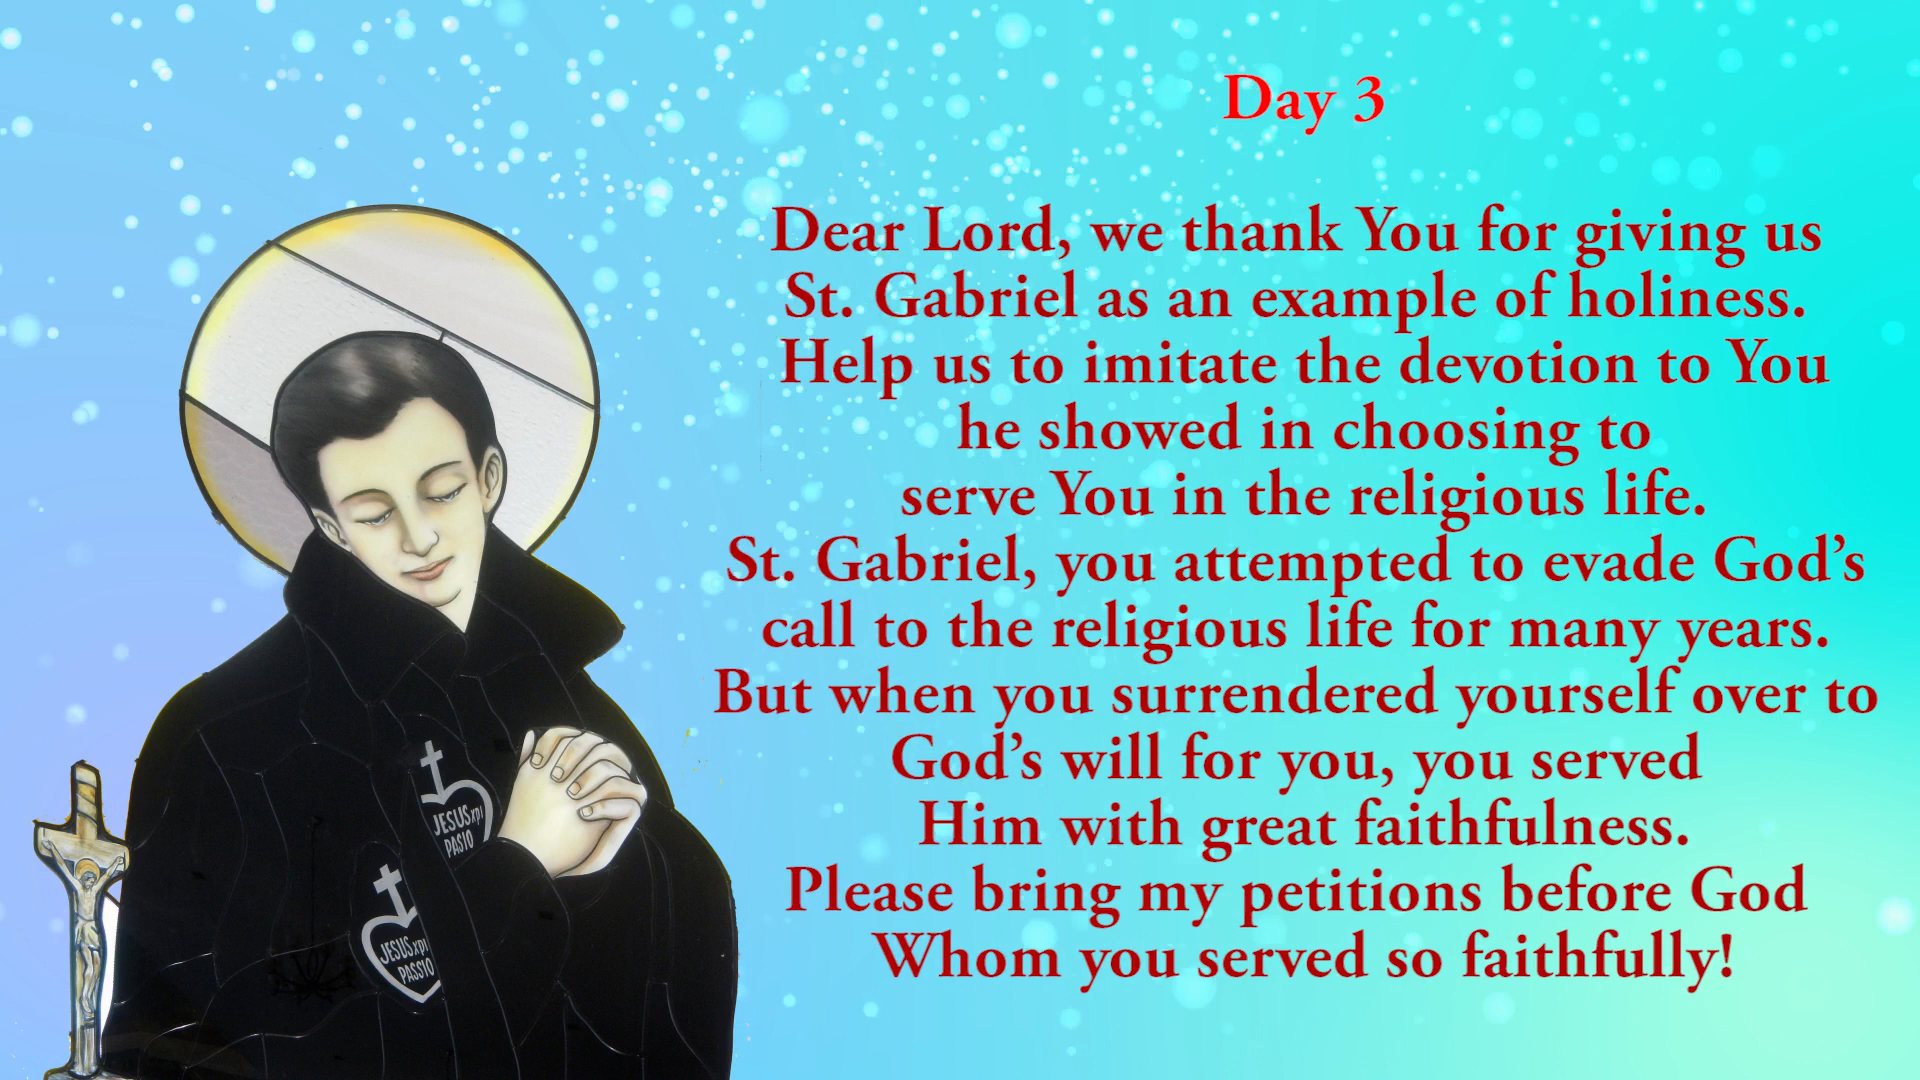 Day 3
Dear Lord, we thank You for giving us
St. Gabriel as an example of holiness.
Help us to imitate the devotion to You
he showed in choosing to
serve You in the religious life.
St. Gabriel, you attempted to evade God’s
call to the religious life for many years.
But when you surrendered yourself over to
God’s will for you, you served
Him with great faithfulness.
Please bring my petitions before God
Whom you served so faithfully!
JESUS XPI
PASIO
JESUS XPI
PASSIO